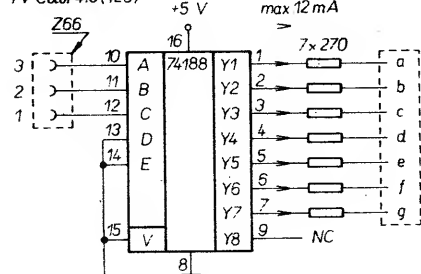 +5 V
max 12 mA
Z66
16
7×270
3 10 A 74188 Y1 1 a
2 11 B Y2 2 b
1 12 C Y3 3 c
13 D Y4 4 d
14 E Y5 5 e
Y6 6 f
Y7 7 g
15 V Y8 9 NC
8